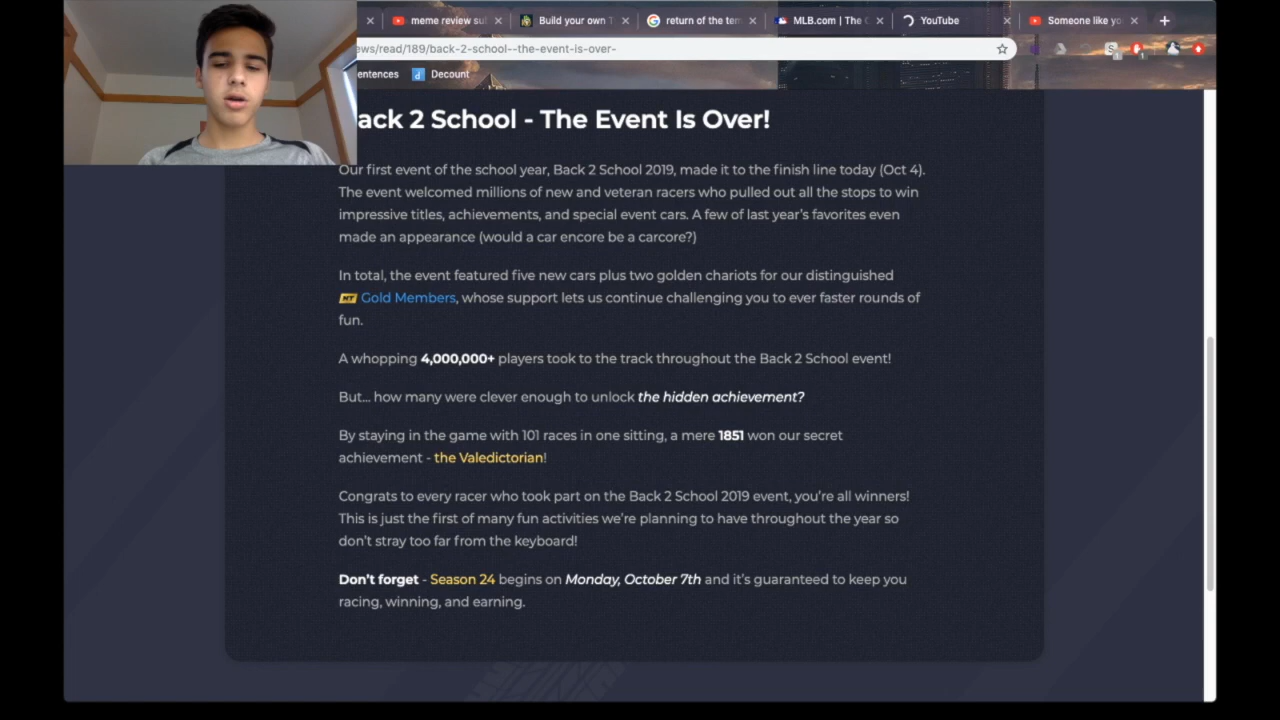 meme review su
Build your own T
return of the tem
MLB.com | The O
YouTube
Someone like yo
ews/read/189/back-2-school--the-event-is-over-
entences
Decount
ack 2 School - The Event Is Over!
Our first event of the school year, Back 2 School 2019, made it to the finish line today (Oct 4).
The event welcomed millions of new and veteran racers who pulled out all the stops to win
impressive titles, achievements, and special event cars. A few of last year's favorites even
made an appearance (would a car encore be a carcore?)
In total, the event featured five new cars plus two golden chariots for our distinguished
NT Gold Members, whose support lets us continue challenging you to ever faster rounds of
fun.
A whopping 4,000,000+ players took to the track throughout the Back 2 School event!
But... how many were clever enough to unlock the hidden achievement?
By staying in the game with 101 races in one sitting, a mere 1851 won our secret
achievement - the Valedictorian!
Congrats to every racer who took part on the Back 2 School 2019 event, you're all winners!
This is just the first of many fun activities we're planning to have throughout the year so
don't stray too far from the keyboard!
Don't forget - Season 24 begins on Monday, October 7th and it's guaranteed to keep you
racing, winning, and earning.